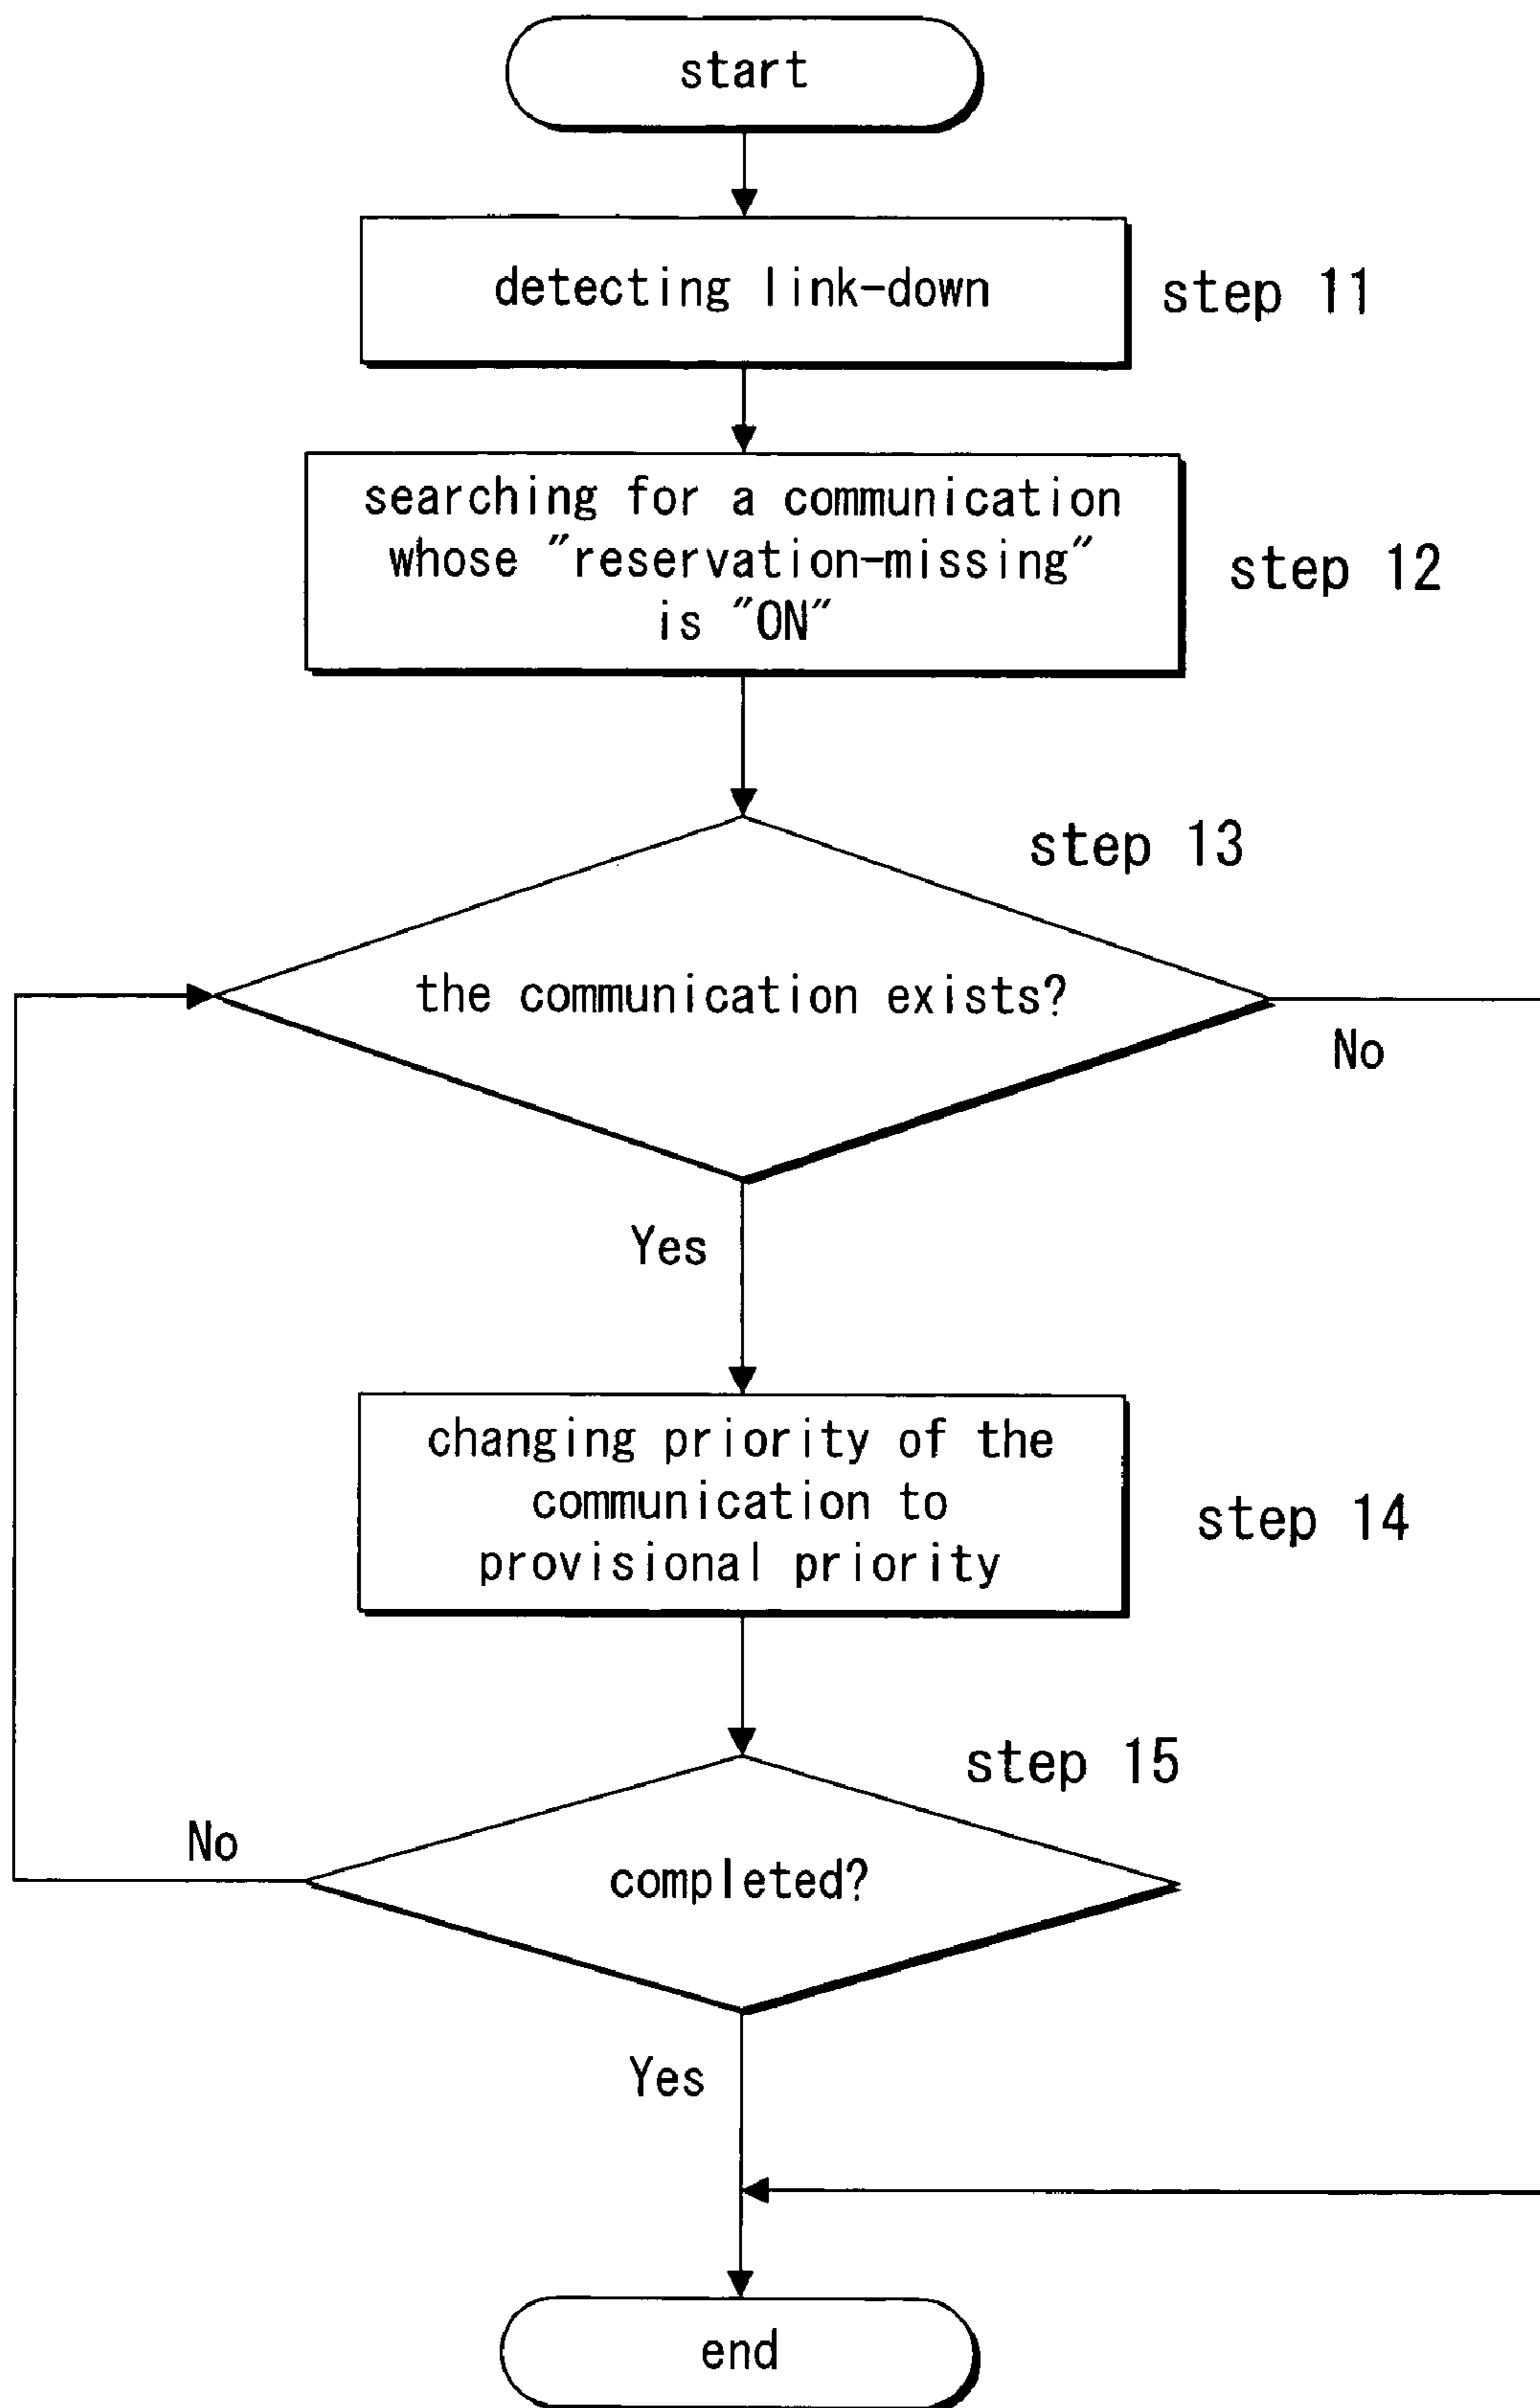 start
detecting link-down
step 11
searching for a communication
whose "reservation-missing"
is "ON"
step 12
step 13
the communication exists?
No
Yes
changing priority of the
communication to
provisional priority
step 14
step 15
No
completed?
Yes
end